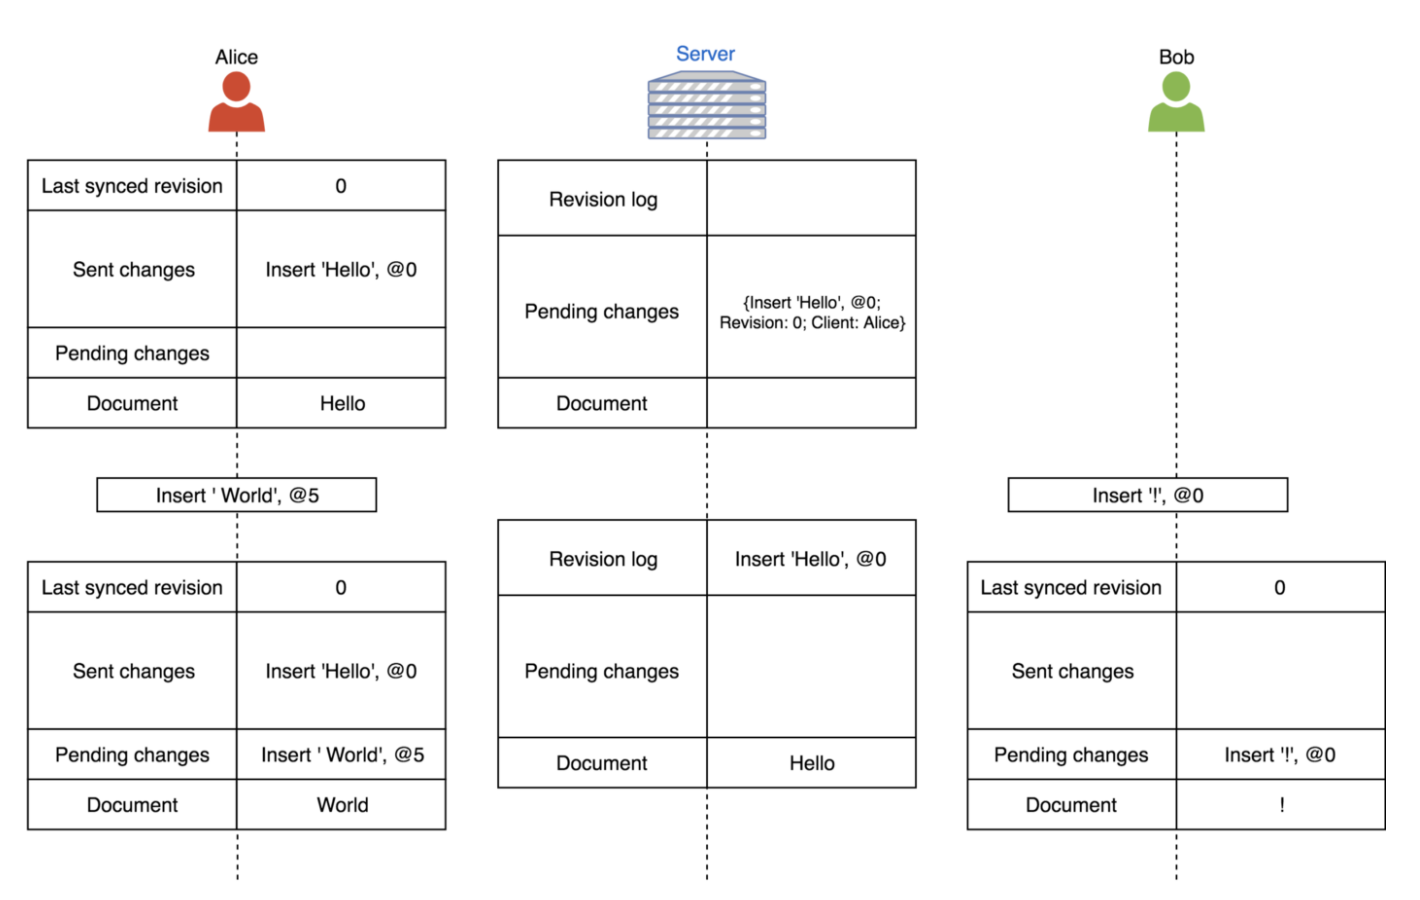 Alice
Server
Bob
Last synced revision 0
Sent changes Insert 'Hello', @0
Pending changes
Document Hello
Revision log
Pending changes {Insert 'Hello', @0;
Revision: 0; Client: Alice}
Document
Insert ' World', @5
Insert '!', @0
Last synced revision 0
Sent changes Insert 'Hello', @0
Pending changes Insert ' World', @5
Document World
Revision log Insert 'Hello', @0
Pending changes
Document Hello
Last synced revision 0
Sent changes
Pending changes Insert '!', @0
Document !